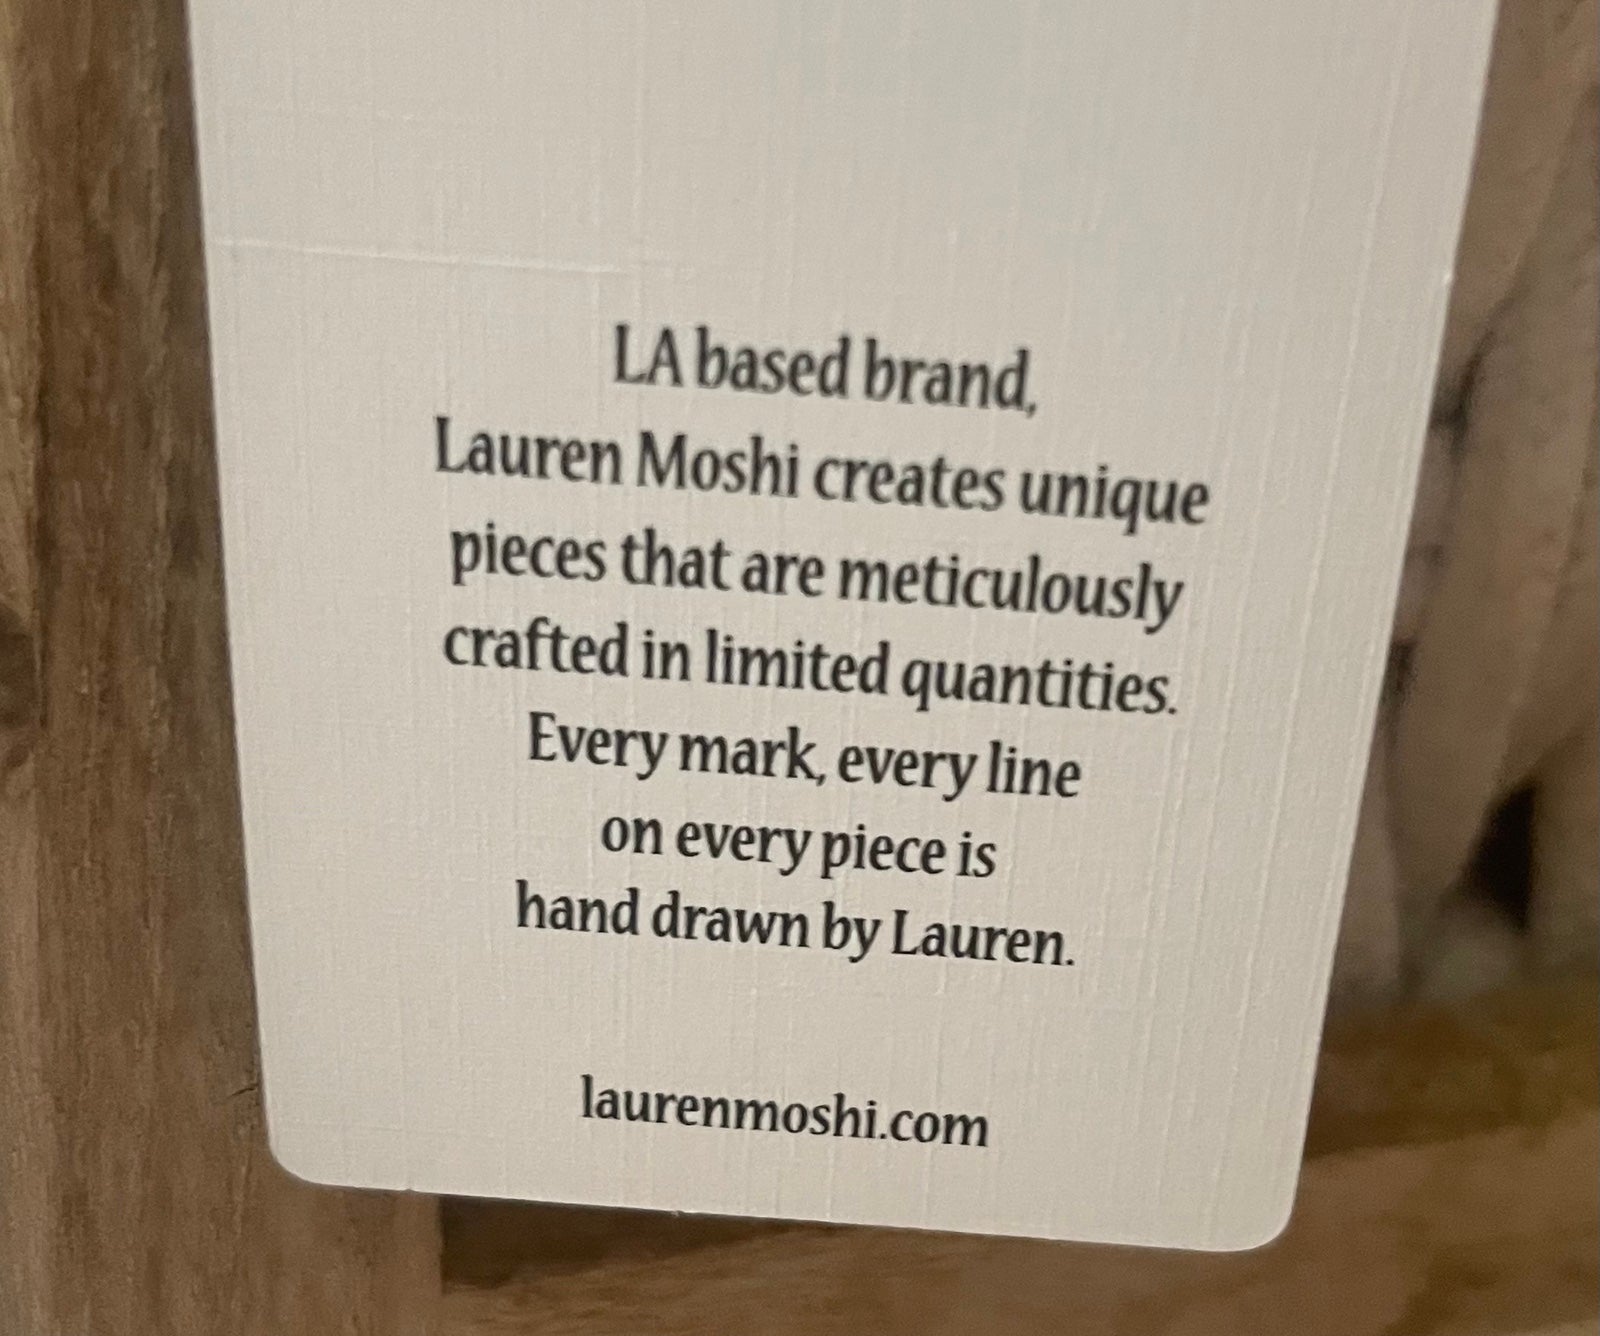 LA based brand,
Lauren Moshi creates unique
pieces that are meticulously
crafted in limited quantities.
Every mark, every line
on every piece is
hand drawn by Lauren.
laurenmoshi.com